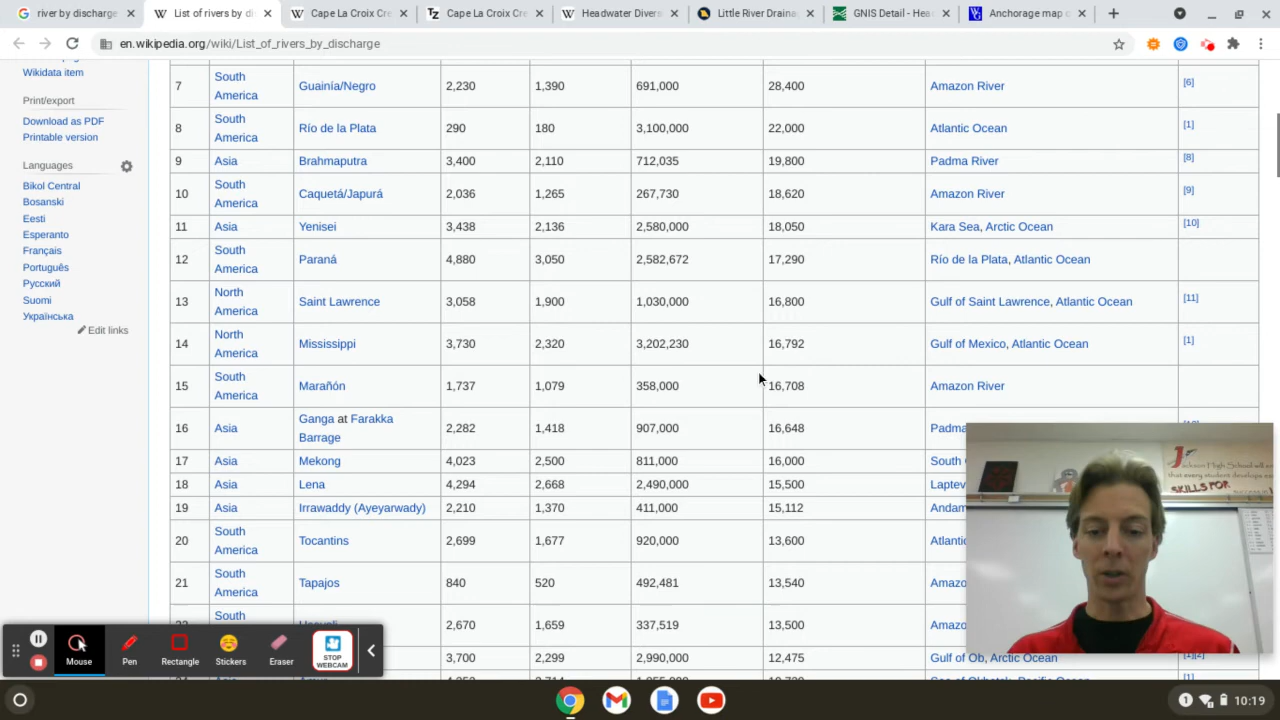 river by discharge
List of rivers by di
Cape La Croix Cre
Cape La Croix Cre
Headwater Divers
Little River Draina
GNIS Detail - Hea
Anchorage map o
en.wikipedia.org/wiki/List_of_rivers_by_discharge
Wikidata item
Print/export
Download as PDF
Printable version
Languages
Bikol Central
Bosanski
Eesti
Esperanto
Français
Português
Русский
Suomi
Українська
Edit links
7 South America Guainía/Negro 2,230 1,390 691,000 28,400 Amazon River [6]
8 South America Río de la Plata 290 180 3,100,000 22,000 Atlantic Ocean [1]
9 Asia Brahmaputra 3,400 2,110 712,035 19,800 Padma River [8]
10 South America Caquetá/Japurá 2,036 1,265 267,730 18,620 Amazon River [9]
11 Asia Yenisei 3,438 2,136 2,580,000 18,050 Kara Sea, Arctic Ocean [10]
12 South America Paraná 4,880 3,050 2,582,672 17,290 Río de la Plata, Atlantic Ocean
13 North America Saint Lawrence 3,058 1,900 1,030,000 16,800 Gulf of Saint Lawrence, Atlantic Ocean [11]
14 North America Mississippi 3,730 2,320 3,202,230 16,792 Gulf of Mexico, Atlantic Ocean [1]
15 South America Marañón 1,737 1,079 358,000 16,708 Amazon River
16 Asia Ganga at Farakka Barrage 2,282 1,418 907,000 16,648 Padma
17 Asia Mekong 4,023 2,500 811,000 16,000 South
18 Asia Lena 4,294 2,668 2,490,000 15,500 Laptev
19 Asia Irrawaddy (Ayeyarwady) 2,210 1,370 411,000 15,112 Andam
20 South America Tocantins 2,699 1,677 920,000 13,600 Atlantic
21 South America Tapajos 840 520 492,481 13,540 Amazo
South 2,670 1,659 337,519 13,500 Amazo
3,700 2,299 2,990,000 12,475 Gulf of Ob, Arctic Ocean [1][2]
Jackson High School will
that every student develops
SKILLS FOR
Mouse
Pen
Rectangle
Stickers
Eraser
STOP WEBCAM
1
10:19